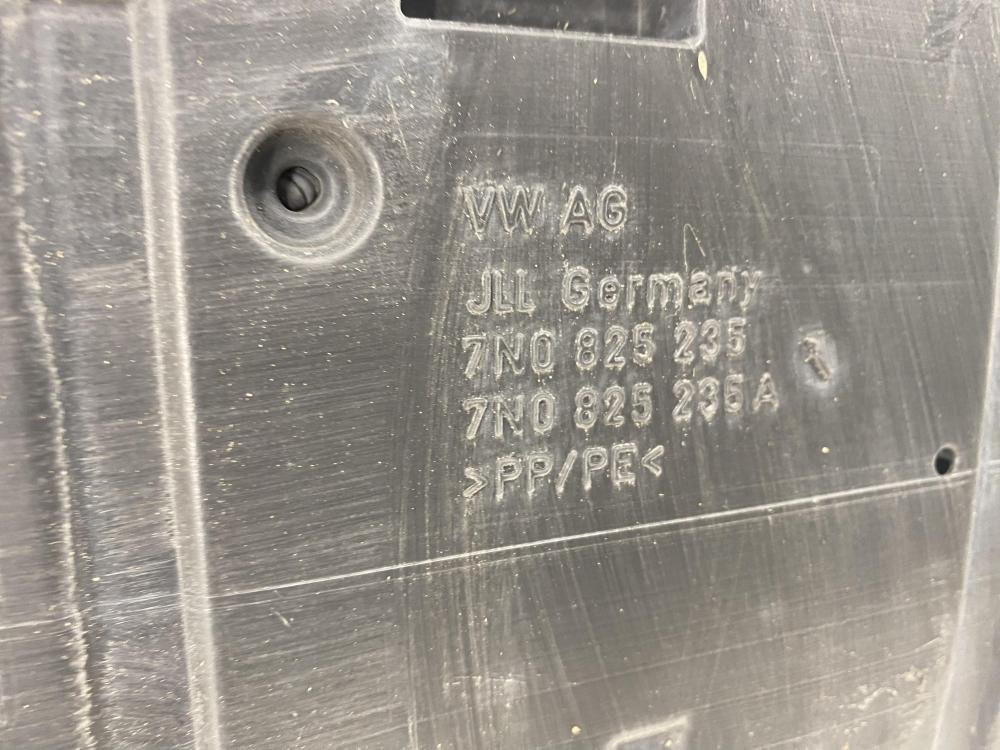 VW AG
JLL Germany
7N0 825 235
7N0 825 235A
>PP/PE<